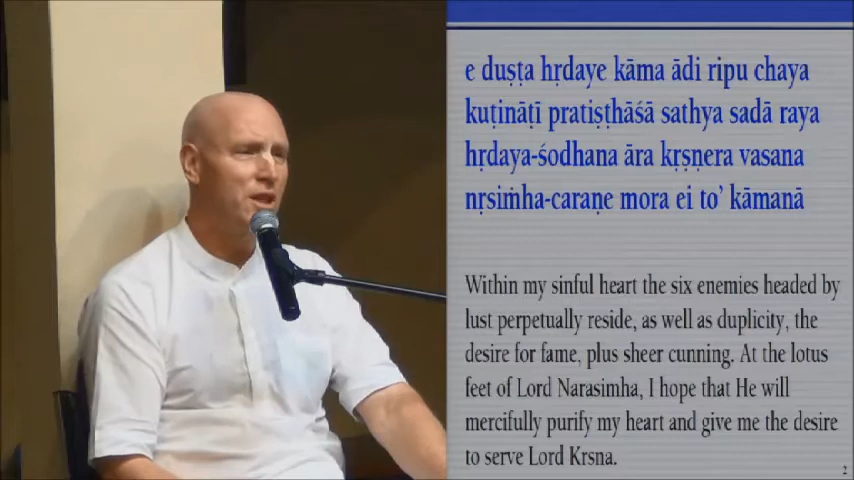 e duṣṭa hṛdaye kāma ādi ripu chaya
kuṭināṭī pratiṣṭhāśā sathya sadā raya
hṛdaya-śodhana āra kṛṣṇera vasana
nṛsiṁha-caraṇe mora ei to’ kāmanā
Within my sinful heart the six enemies headed by
lust perpetually reside, as well as duplicity, the
desire for fame, plus sheer cunning. At the lotus
feet of Lord Narasimha, I hope that He will
mercifully purify my heart and give me the desire
to serve Lord Krsna.
2